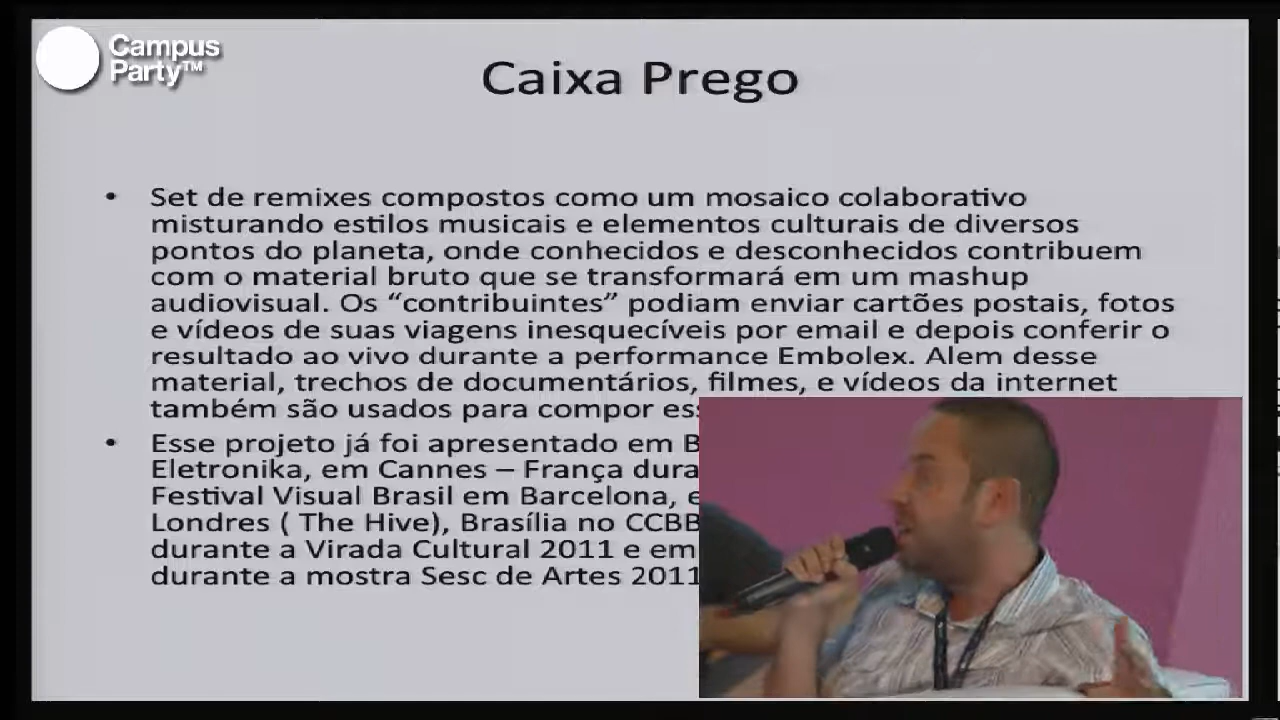 Campus
Party™
Caixa Prego
• Set de remixes compostos como um mosaico colaborativo
misturando estilos musicais e elementos culturais de diversos
pontos do planeta, onde conhecidos e desconhecidos contribuem
com o material bruto que se transformará em um mashup
audiovisual. Os “contribuintes” podiam enviar cartões postais, fotos
e vídeos de suas viagens inesquecíveis por email e depois conferir o
resultado ao vivo durante a performance Embolex. Alem desse
material, trechos de documentários, filmes, e vídeos da internet
também são usados para compor
• Esse projeto já foi apresentado em
Eletronika, em Cannes – França
Festival Visual Brasil em Barcelona,
Londres ( The Hive), Brasília no CCBB
durante a Virada Cultural 2011 e em
durante a mostra Sesc de Artes 2011